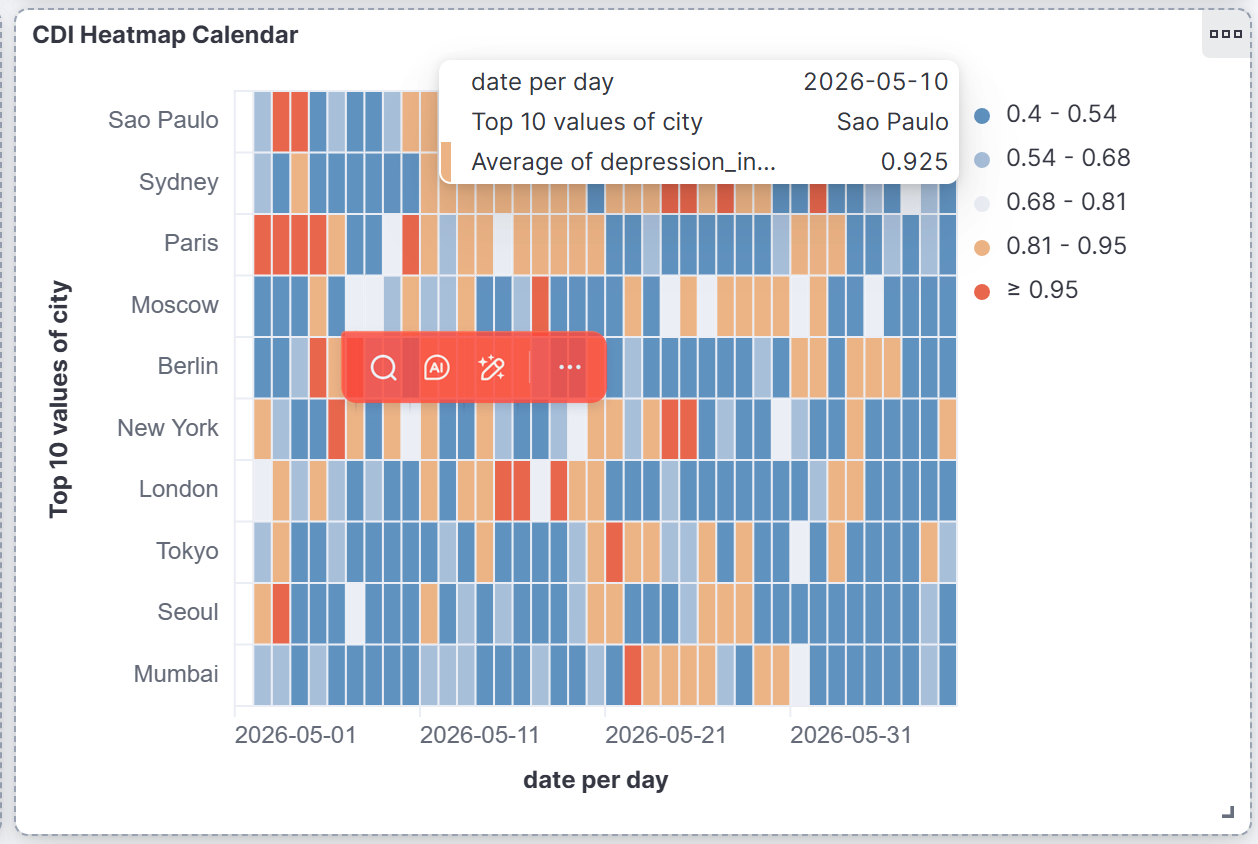 CDI Heatmap Calendar
date per day 2026-05-10
Top 10 values of city Sao Paulo
Average of depression_in... 0.925
0.4 - 0.54
0.54 - 0.68
0.68 - 0.81
0.81 - 0.95
≥ 0.95
Top 10 values of city
Sao Paulo
Sydney
Paris
Moscow
Berlin
New York
London
Tokyo
Seoul
Mumbai
AI
2026-05-01 2026-05-11 2026-05-21 2026-05-31
date per day